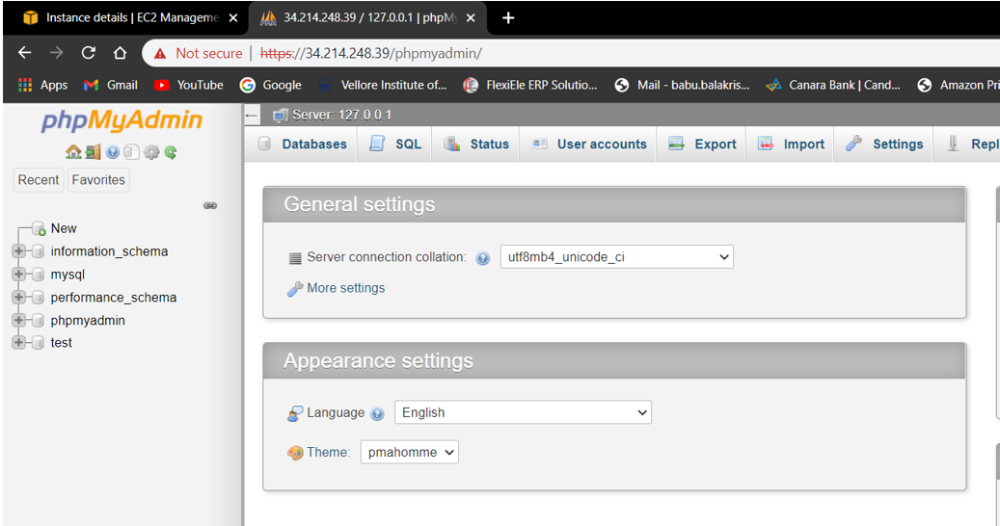 Instance details | EC2 Manageme
34.214.248.39 / 127.0.0.1 | phpMy
Not secure | https://34.214.248.39/phpmyadmin/
Apps Gmail YouTube Google Vellore Institute of... FlexiEle ERP Solutio... Mail - babu.balakris... Canara Bank | Cand... Amazon Pri
phpMyAdmin
Recent Favorites
New
information_schema
mysql
performance_schema
phpmyadmin
test
Server: 127.0.0.1
Databases SQL Status User accounts Export Import Settings Repl
General settings
Server connection collation: utf8mb4_unicode_ci
More settings
Appearance settings
Language English
Theme: pmahomme